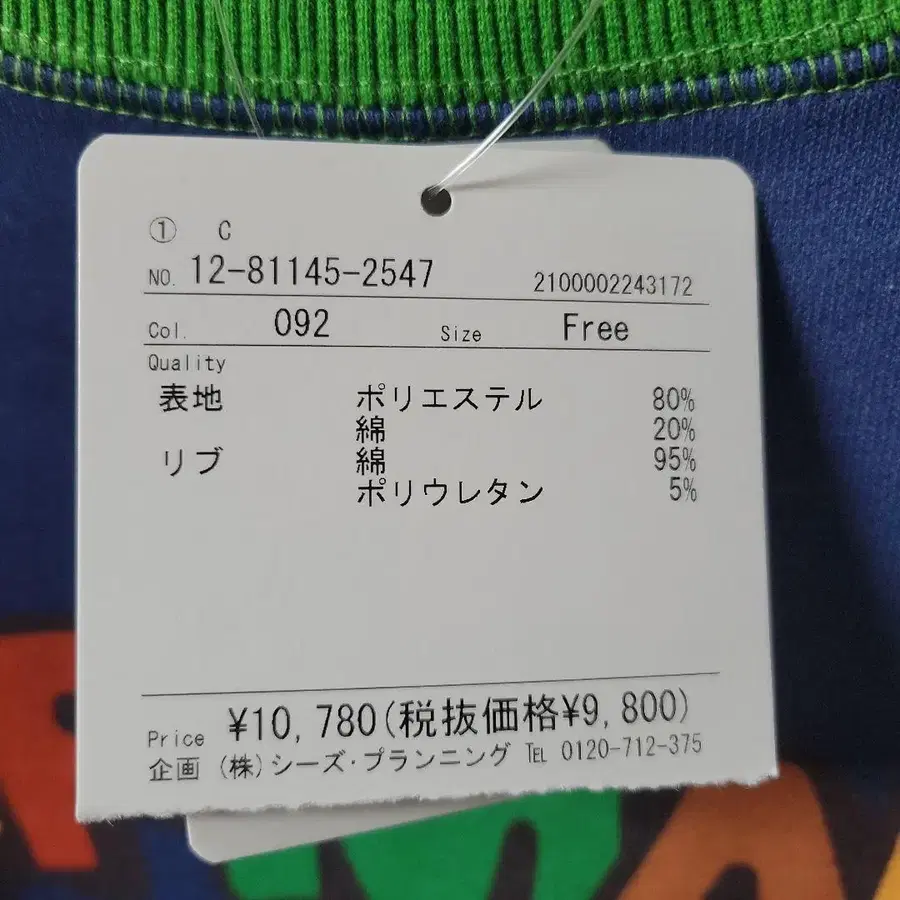 ① C
NO. 12-81145-2547 2100002243172
Col. 092 Size Free
Quality
表地 ポリエステル 80%
綿 20%
リブ 綿 95%
ポリウレタン 5%
Price ¥10,780(税抜価格¥9,800)
企画 (株)シーズ・プランニング TEL 0120-712-375